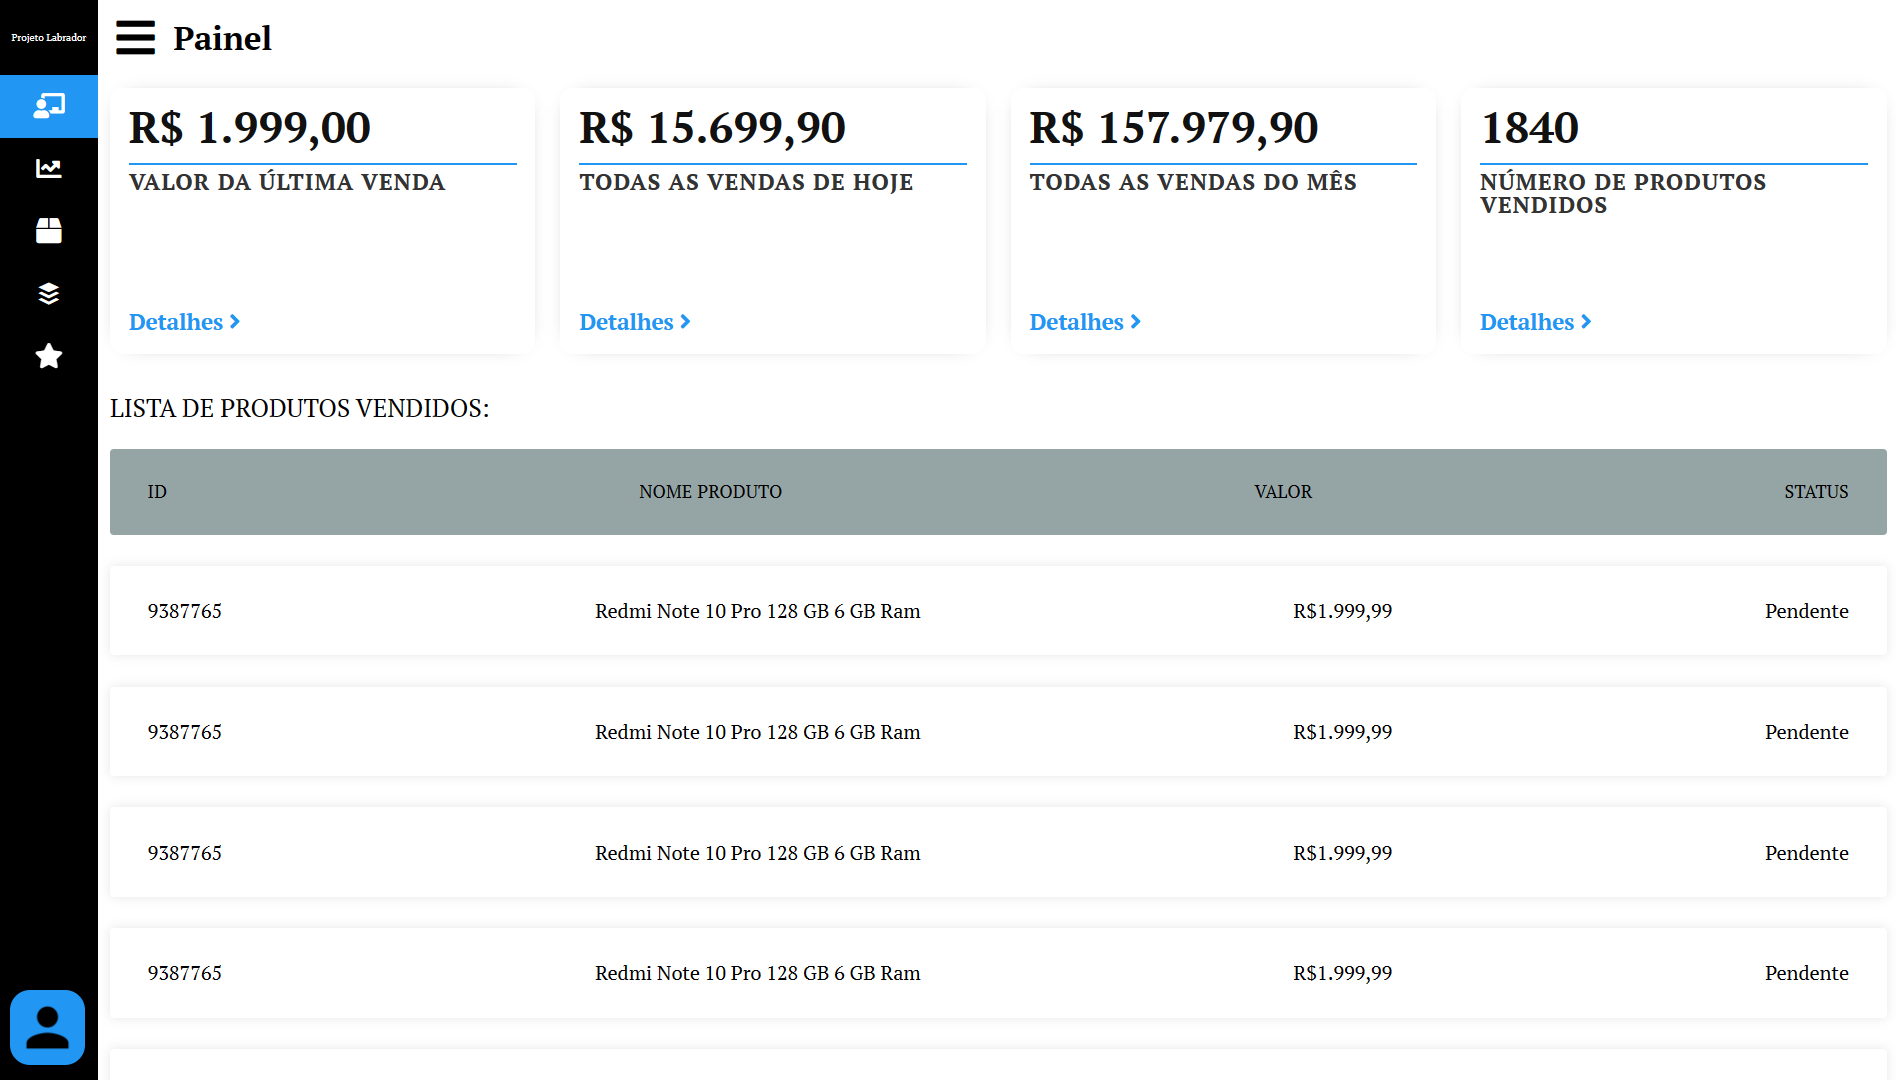 Projeto Labrador
Painel
R$ 1.999,00
VALOR DA ÚLTIMA VENDA
Detalhes
R$ 15.699,90
TODAS AS VENDAS DE HOJE
Detalhes
R$ 157.979,90
TODAS AS VENDAS DO MÊS
Detalhes
1840
NÚMERO DE PRODUTOS
VENDIDOS
Detalhes
LISTA DE PRODUTOS VENDIDOS:
ID NOME PRODUTO VALOR STATUS
9387765 Redmi Note 10 Pro 128 GB 6 GB Ram R$1.999,99 Pendente
9387765 Redmi Note 10 Pro 128 GB 6 GB Ram R$1.999,99 Pendente
9387765 Redmi Note 10 Pro 128 GB 6 GB Ram R$1.999,99 Pendente
9387765 Redmi Note 10 Pro 128 GB 6 GB Ram R$1.999,99 Pendente